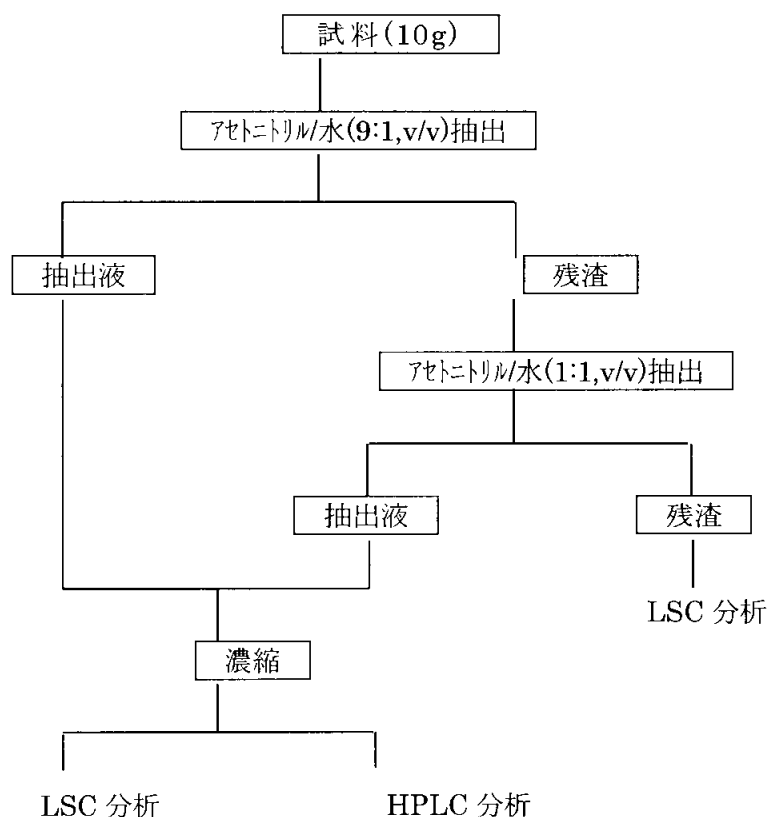 試料(10g)
ｱｾﾄﾆﾄﾘﾙ/水(9:1,v/v)抽出
抽出液
残渣
ｱｾﾄﾆﾄﾘﾙ/水(1:1,v/v)抽出
抽出液
残渣
LSC 分析
濃縮
LSC 分析
HPLC 分析